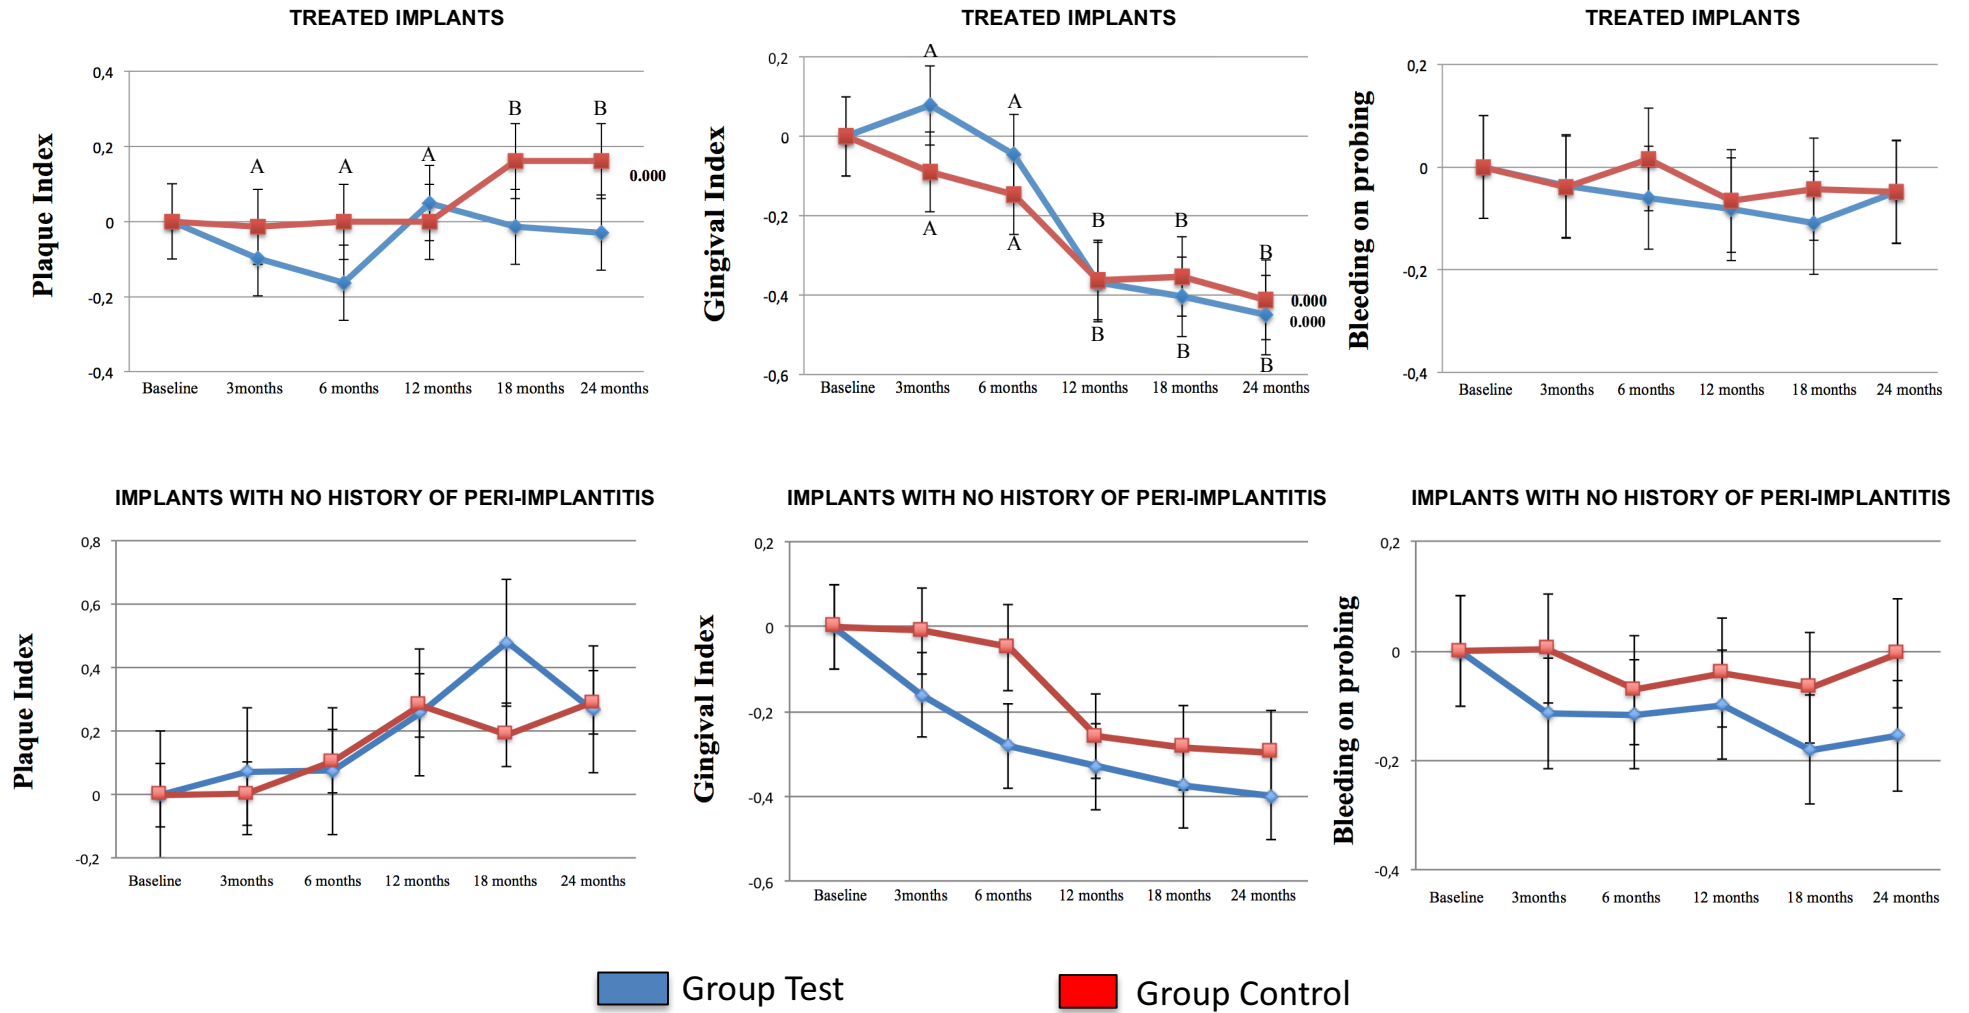 TREATED IMPLANTS
Plaque Index
0,4
0,2
0
-0,2
-0,4
A
A
A
B
B
0.000
Baseline
3months
6 months
12 months
18 months
24 months
TREATED IMPLANTS
Gingival Index
0,2
0
-0,2
-0,4
-0,6
A
A
A
A
B
B
B
B
B
B
0.000
0.000
Baseline
3months
6 months
12 months
18 months
24 months
TREATED IMPLANTS
Bleeding on probing
0,2
0
-0,2
-0,4
Baseline
3months
6 months
12 months
18 months
24 months
IMPLANTS WITH NO HISTORY OF PERI-IMPLANTITIS
Plaque Index
0,8
0,6
0,4
0,2
0
-0,2
Baseline
3months
6 months
12 months
18 months
24 months
IMPLANTS WITH NO HISTORY OF PERI-IMPLANTITIS
Gingival Index
0,2
0
-0,2
-0,4
-0,6
Baseline
3months
6 months
12 months
18 months
24 months
IMPLANTS WITH NO HISTORY OF PERI-IMPLANTITIS
Bleeding on probing
0,2
0
-0,2
-0,4
Baseline
3months
6 months
12 months
18 months
24 months
Group Test
Group Control